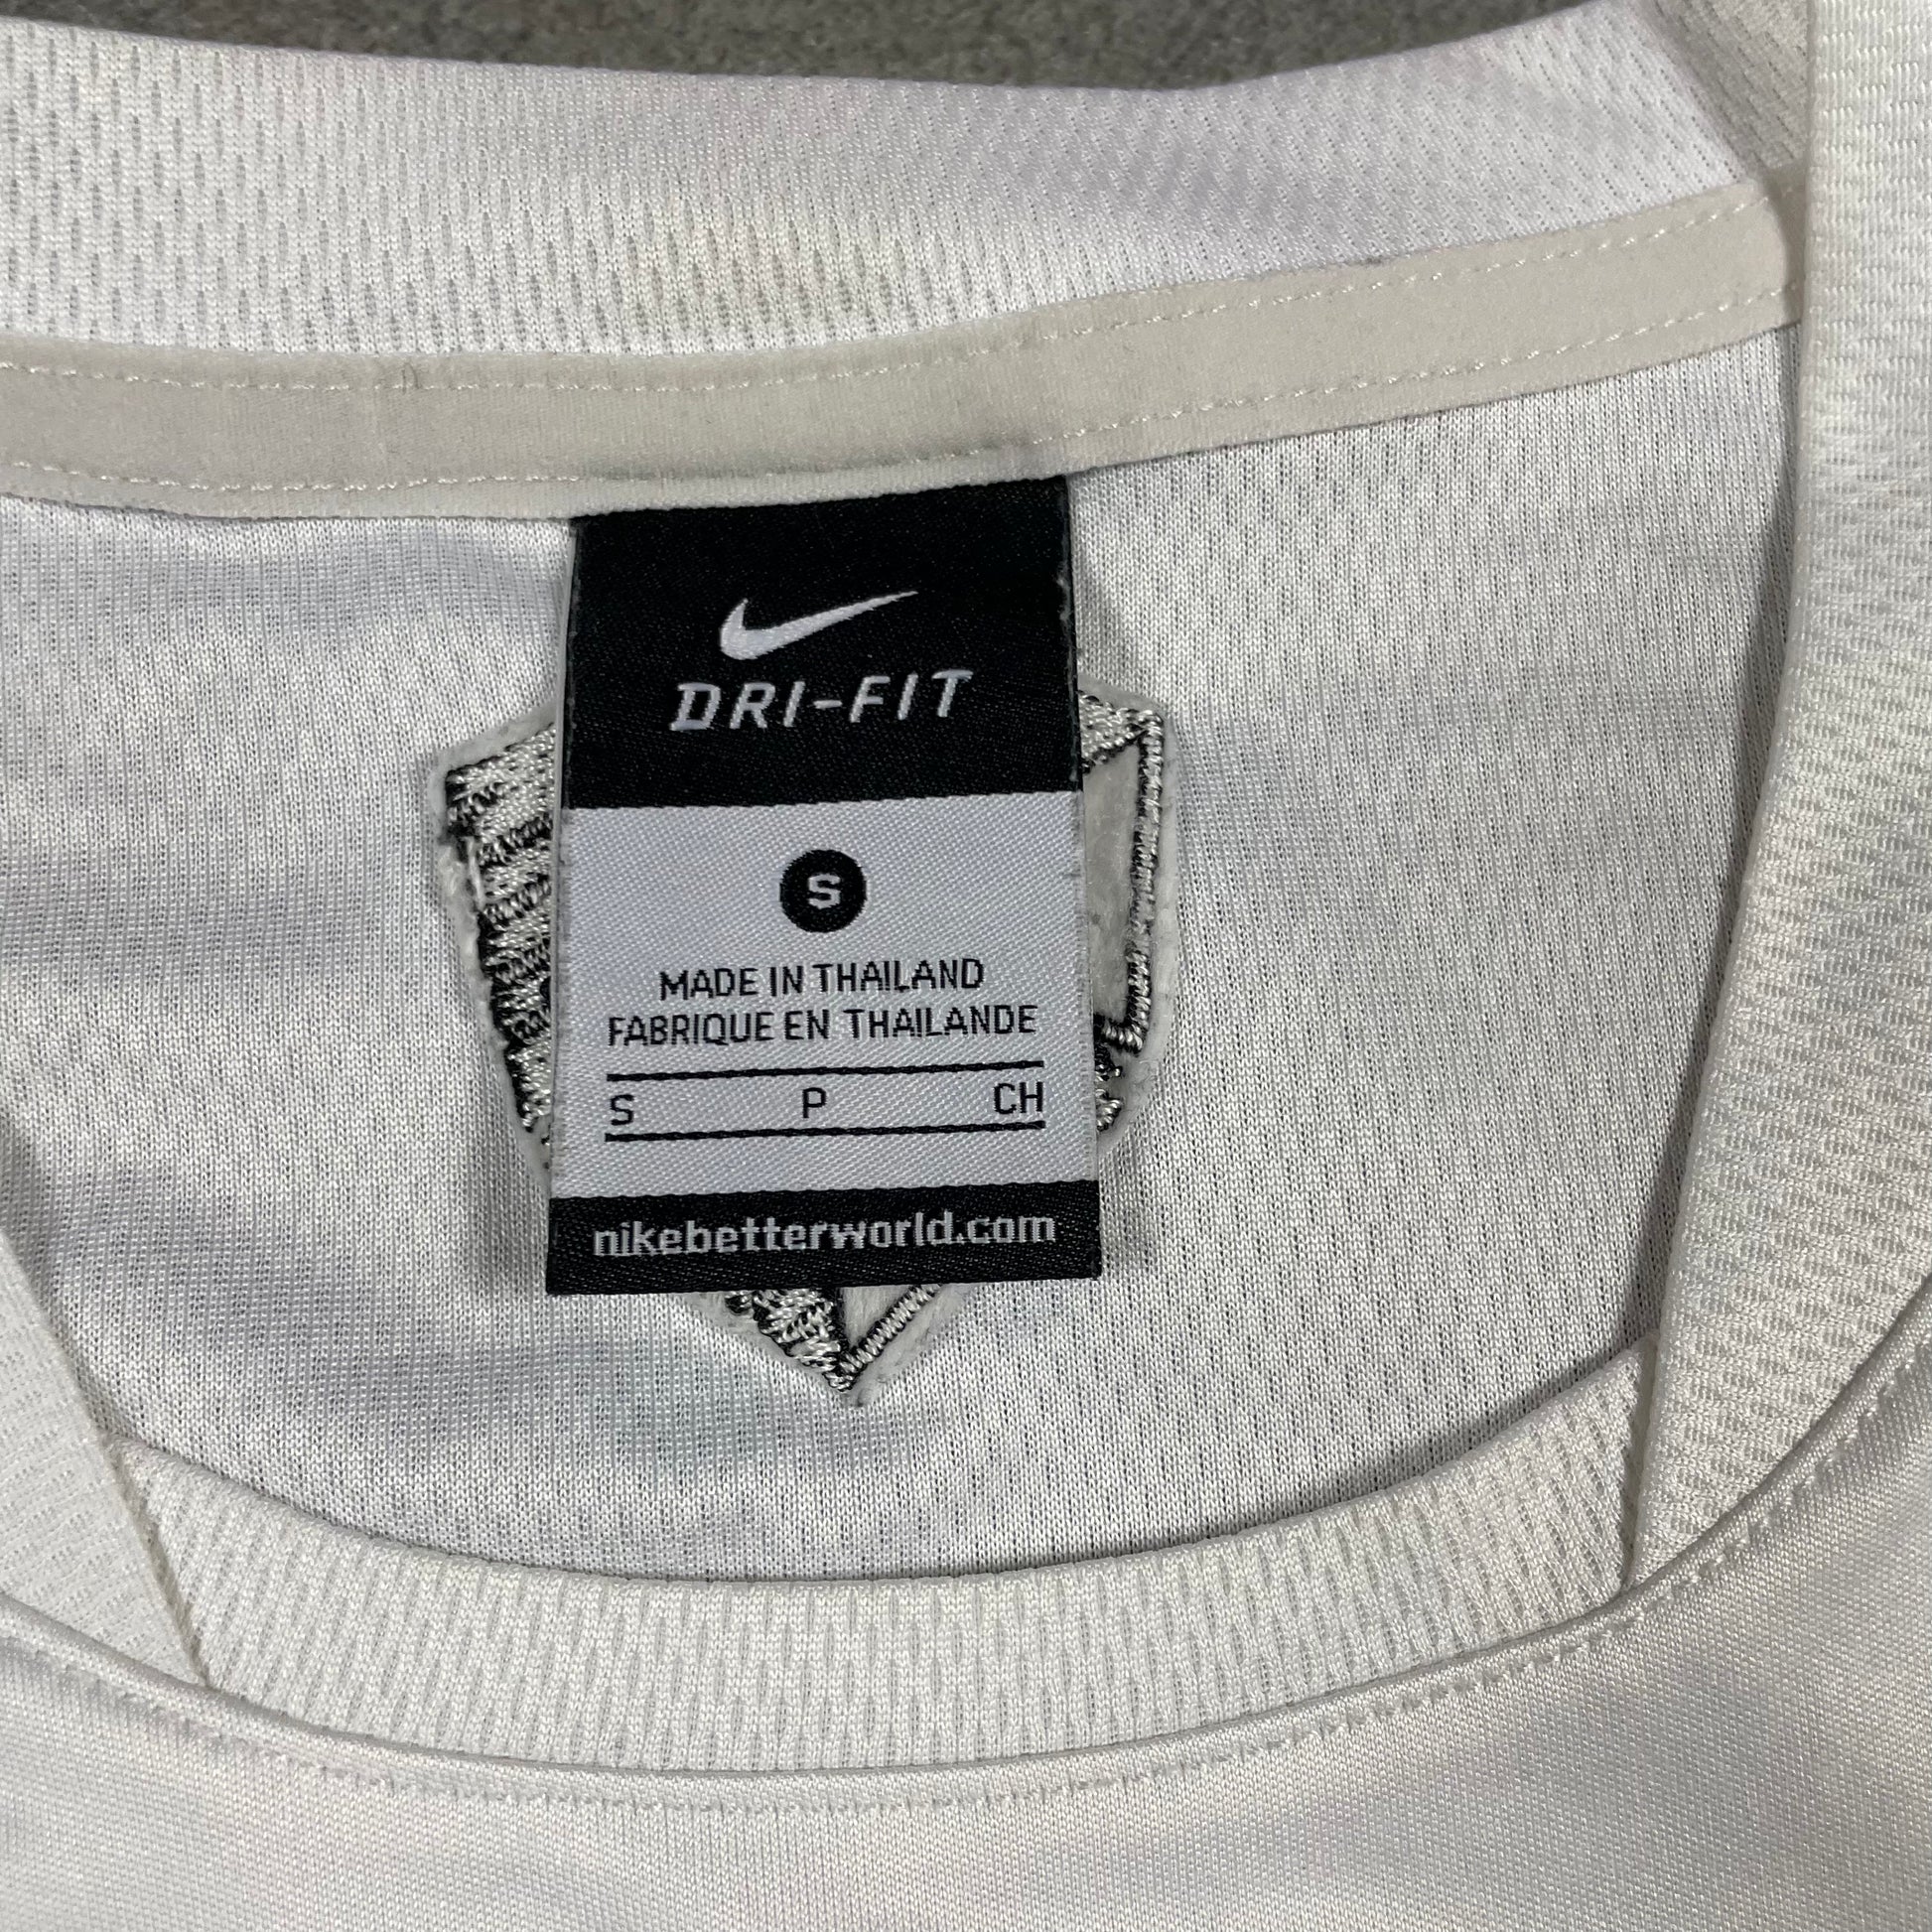 DRI-FIT
S
MADE IN THAILAND
FABRIQUE EN THAILANDE
S P CH
nikebetterworld.com